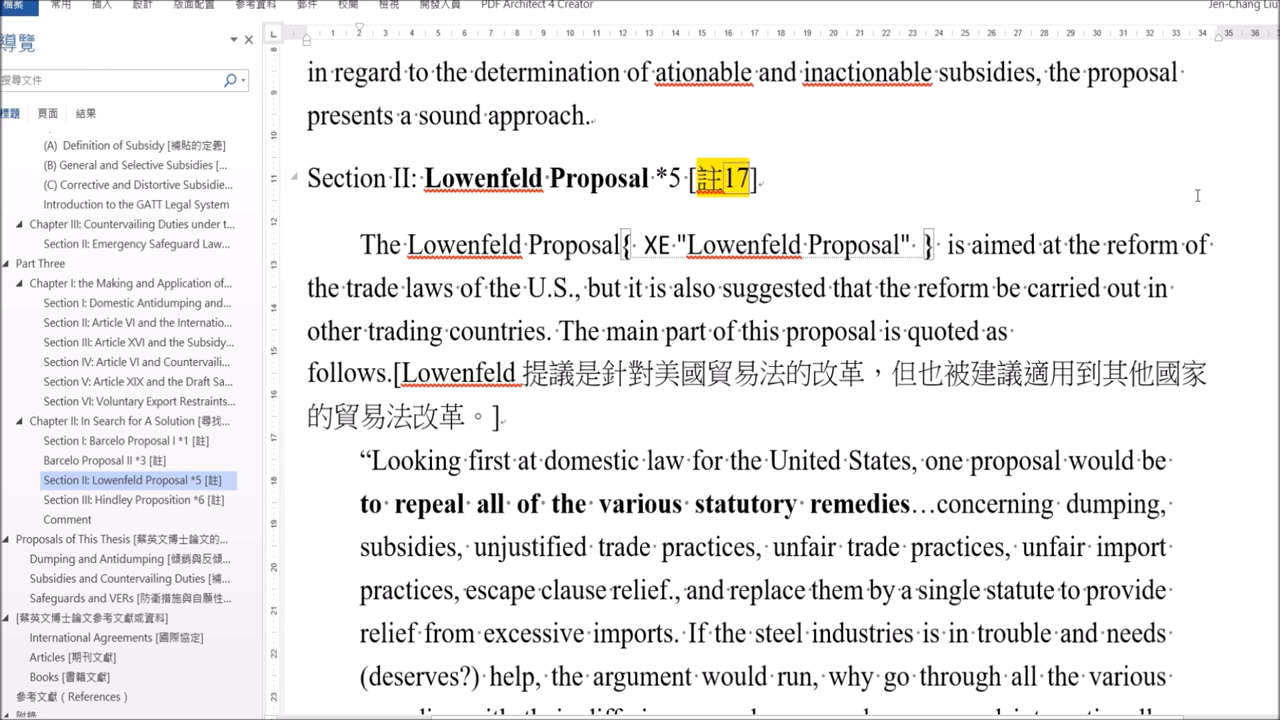 檔案 常用 插入 設計 版面配置 參考資料 郵件 校閱 檢視 開發人員 PDF Architect 4 Creator Jen-Chang Liu
導覽
搜尋文件
標題 頁面 結果
(A) Definition of Subsidy [補貼的定義]
(B) General and Selective Subsidies [...
(C) Corrective and Distortive Subsidie...
Introduction to the GATT Legal System
Chapter III: Countervailing Duties under t...
Section II: Emergency Safeguard Law...
Part Three
Chapter I: the Making and Application of...
Section I: Domestic Antidumping and...
Section II: Article VI and the Internatio...
Section III: Article XVI and the Subsidy...
Section IV: Article VI and Countervaili...
Section V: Article XIX and the Draft Sa...
Section VI: Voluntary Export Restraints...
Chapter II: In Search for A Solution [尋找...
Section I: Barcelo Proposal I *1 [註]
Barcelo Proposal II *3 [註]
Section II: Lowenfeld Proposal *5 [註]
Section III: Hindley Proposition *6 [註]
Comment
Proposals of This Thesis [蔡英文博士論文的...
Dumping and Antidumping [傾銷與反傾...
Subsidies and Countervailing Duties [補...
Safeguards and VERs [防衛措施與自願性...
[蔡英文博士論文參考文獻或資料]
International Agreements [國際協定]
Articles [期刊文獻]
Books [書籍文獻]
參考文獻 ( References )
附錄
in regard to the determination of ationable and inactionable subsidies, the proposal
presents a sound approach.
Section II: Lowenfeld Proposal *5 [註17]
The Lowenfeld Proposal{ XE "Lowenfeld Proposal" } is aimed at the reform of
the trade laws of the U.S., but it is also suggested that the reform be carried out in
other trading countries. The main part of this proposal is quoted as
follows.[Lowenfeld 提議是針對美國貿易法的改革，但也被建議適用到其他國家
的貿易法改革。]
“Looking first at domestic law for the United States, one proposal would be
to repeal all of the various statutory remedies…concerning dumping,
subsidies, unjustified trade practices, unfair trade practices, unfair import
practices, escape clause relief., and replace them by a single statute to provide
relief from excessive imports. If the steel industries is in trouble and needs
(deserves?) help, the argument would run, why go through all the various